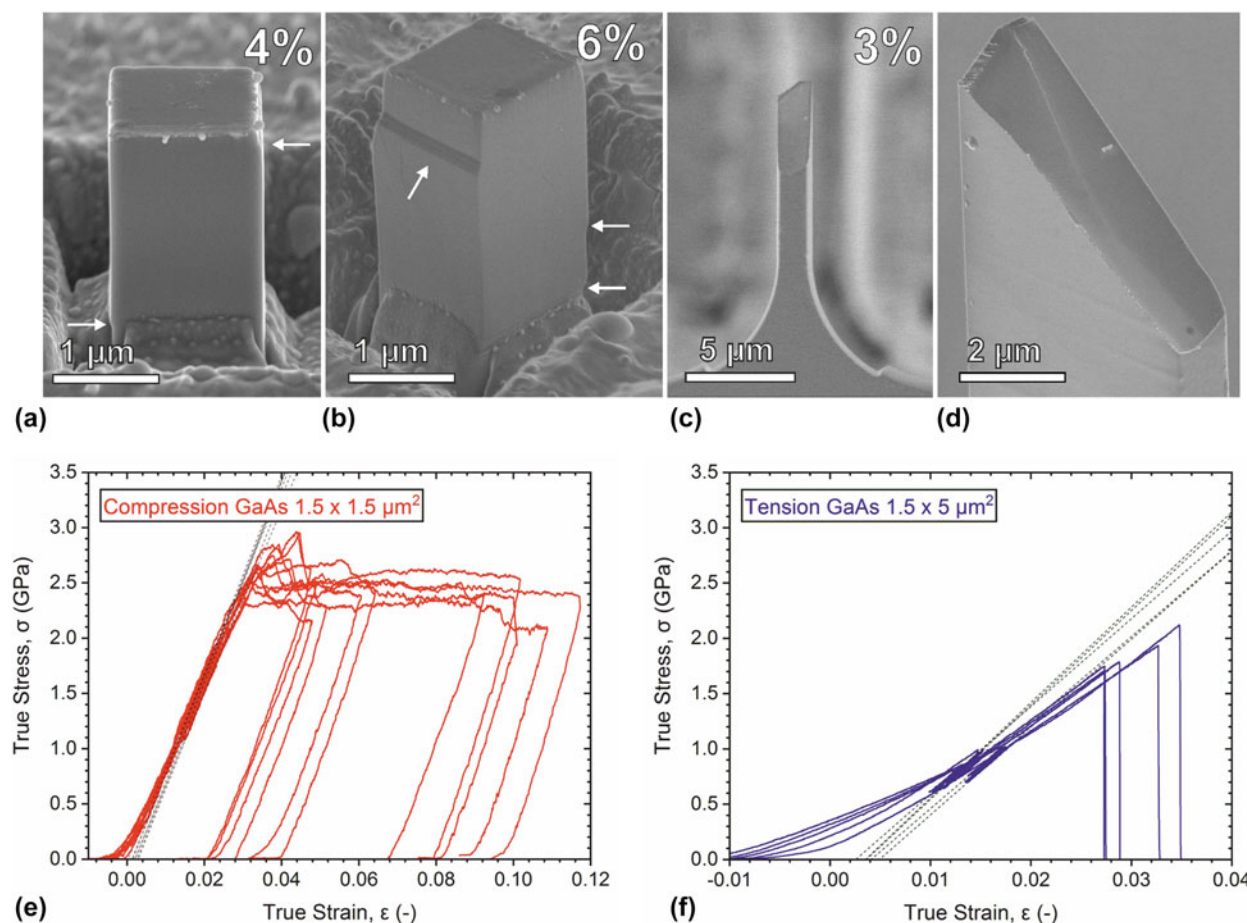 4%
6%
3%
1 µm
1 µm
5 µm
2 µm
(a)
(b)
(c)
(d)
3.5
3.0
2.5
2.0
1.5
1.0
0.5
0.0
True Stress, σ (GPa)
Compression GaAs 1.5 x 1.5 µm²
0.00
0.02
0.04
0.06
0.08
0.10
0.12
True Strain, ε (-)
(e)
3.5
3.0
2.5
2.0
1.5
1.0
0.5
0.0
True Stress, σ (GPa)
Tension GaAs 1.5 x 5 µm²
-0.01
0.00
0.01
0.02
0.03
0.04
True Strain, ε (-)
(f)